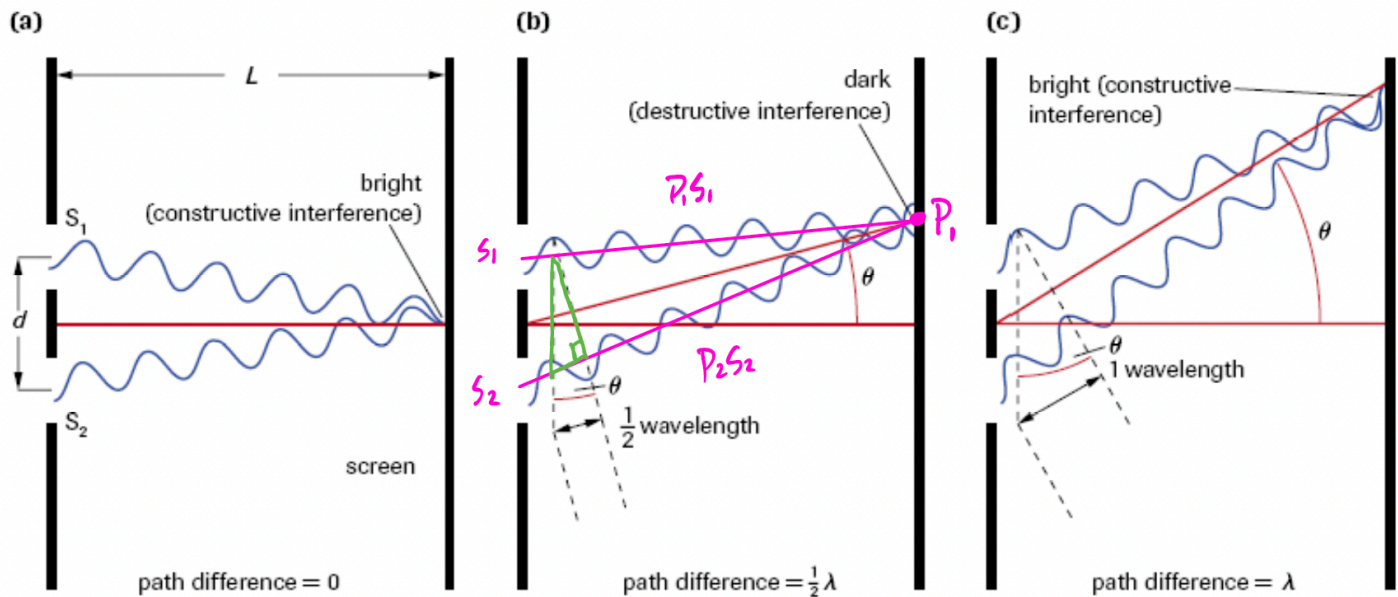 (a)
L
bright
(constructive interference)
S₁
d
S₂
screen
path difference = 0
(b)
dark
(destructive interference)
P₁S₁
P₁
S₁
θ
P₂S₂
S₂
θ
½ wavelength
path difference = ½ λ
(c)
bright (constructive
interference)
θ
θ
1 wavelength
path difference = λ